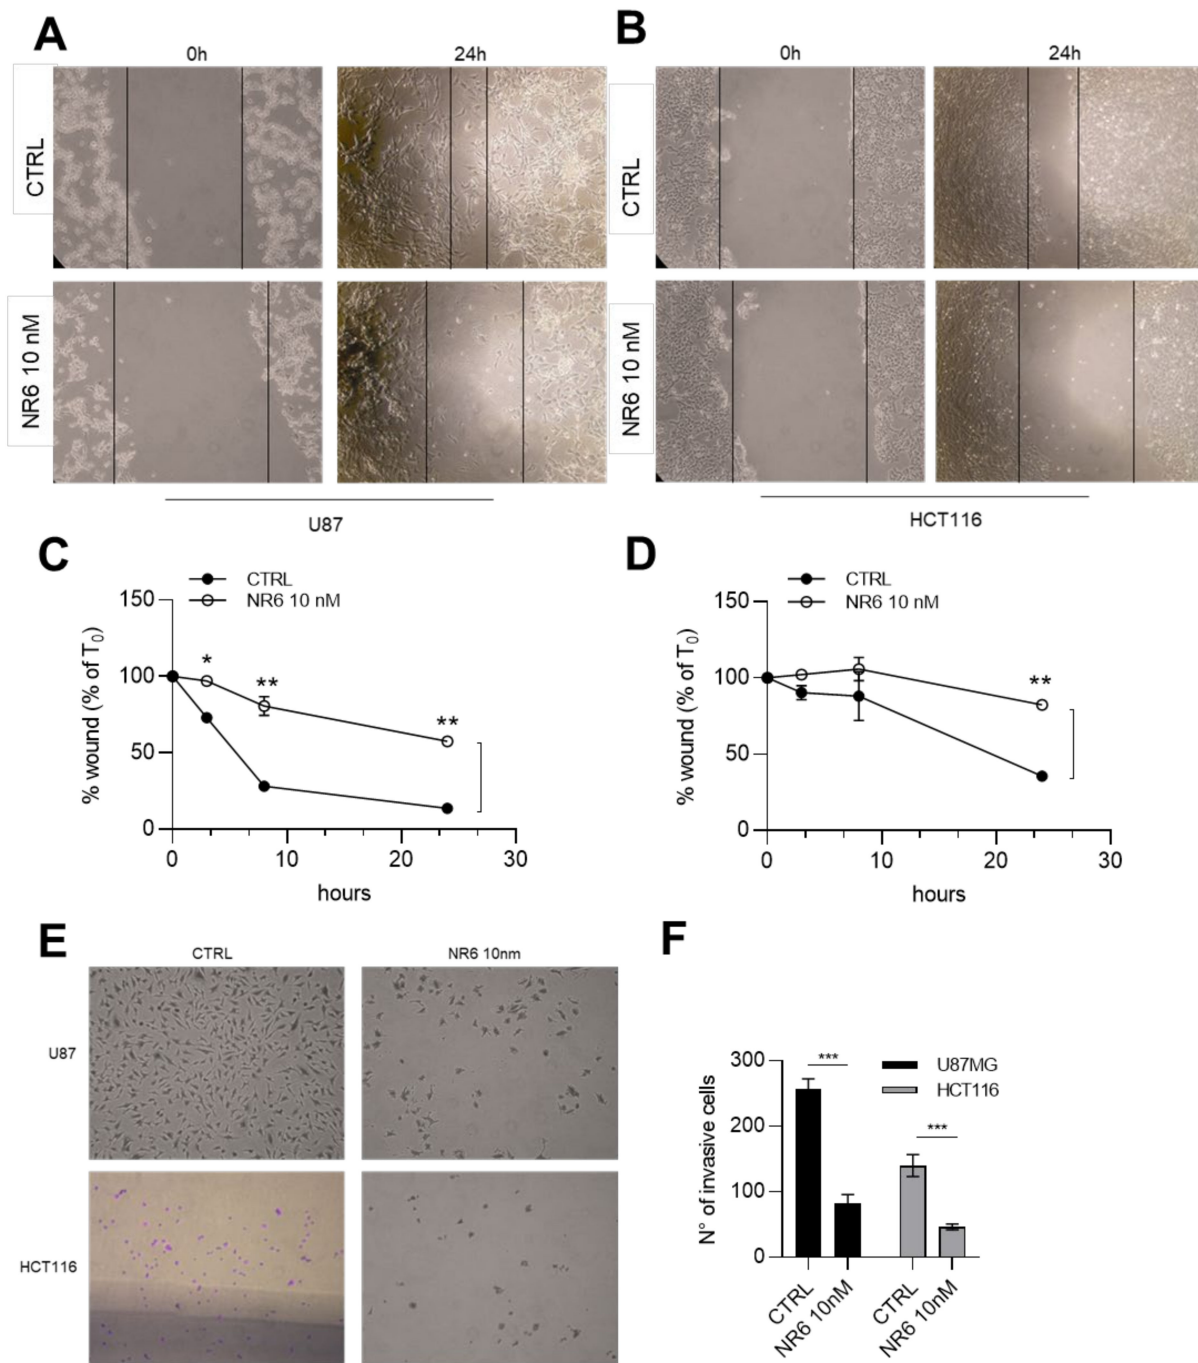 A
B
0h
24h
0h
24h
CTRL
CTRL
NR6 10 nM
NR6 10 nM
U87
HCT116
C
D
CTRL
NR6 10 nM
CTRL
NR6 10 nM
% wound (% of T₀)
150
100
50
0
*
**
**
0
10
20
30
hours
% wound (% of T₀)
150
100
50
0
**
0
10
20
30
hours
E
F
CTRL
NR6 10nm
U87
HCT116
N° of invasive cells
300
200
100
0
***
***
U87MG
HCT116
CTRL
NR6 10nM
CTRL
NR6 10nM